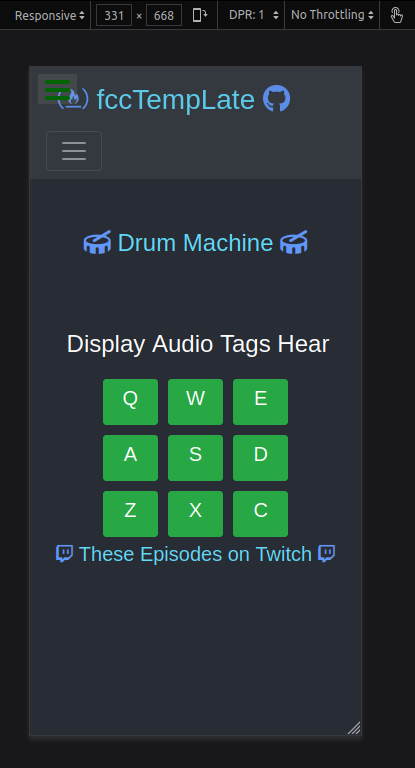 Responsive 331 × 668 DPR: 1 No Throttling
fccTempLate
Drum Machine
Display Audio Tags Hear
Q W E
A S D
Z X C
These Episodes on Twitch